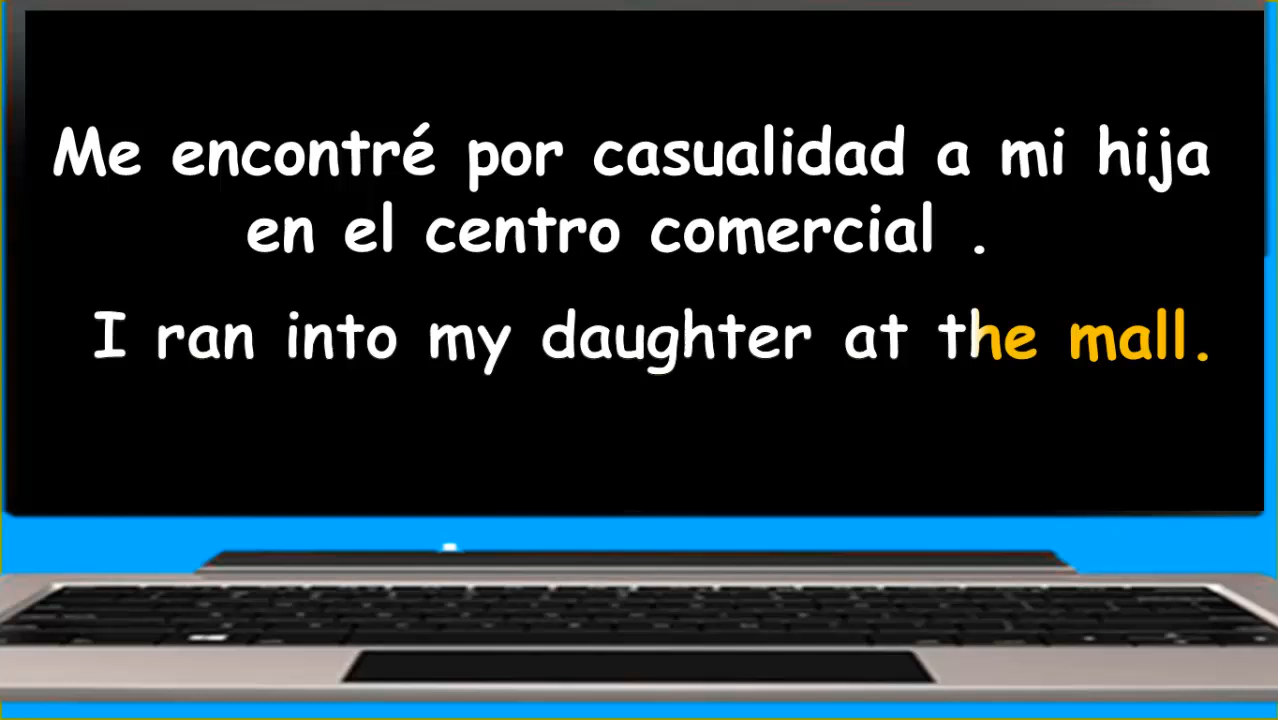 Me encontré por casualidad a mi hija
en el centro comercial .
I ran into my daughter at the mall.